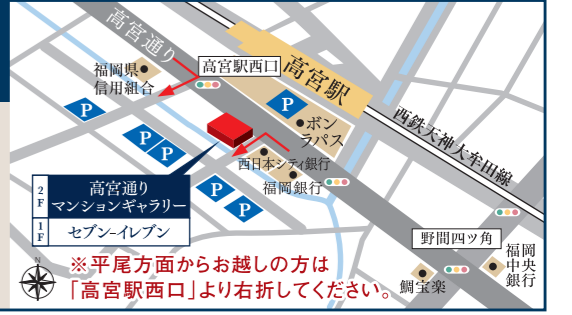 高宮通り
福岡県
信用組合
高宮駅西口
高宮駅
P
P
ボン
ラパス
P
P
西鉄天神大牟田線
西日本シティ銀行
福岡銀行
P
P
2F
高宮通り
マンションギャラリー
1F
セブン-イレブン
野間四ツ角
福岡
中央
銀行
鯛宝楽
N
※平尾方面からお越しの方は
「高宮駅西口」より右折してください。